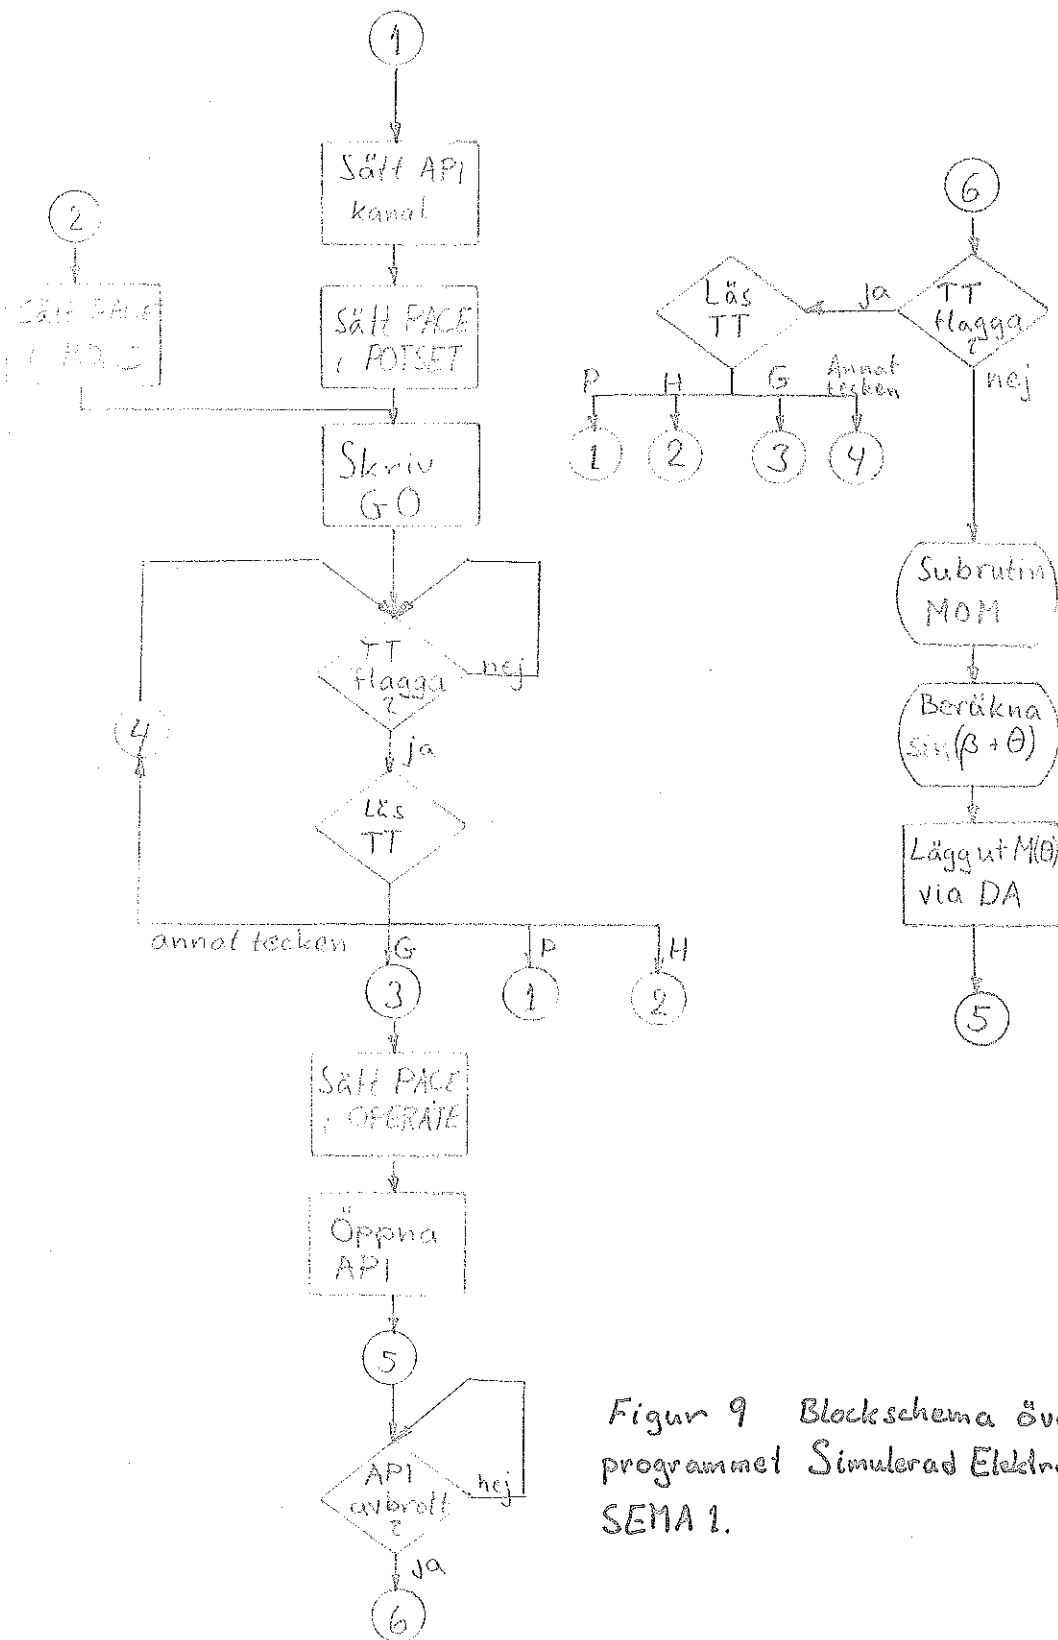 1
Sätt API
kanal
2
Sätt PACE
i
Sätt PACE
i POTSET
Skriv
GO
TT
flagga
?
nej
ja
4
Läs
TT
annat tecken
G
P
H
3
1
2
Sätt PACE
i OPERATE
Öppna
API
5
API
avbrott
?
nej
ja
6
6
TT
flagga
?
ja
nej
Läs
TT
P
H
G
Annat
tecken
1
2
3
4
Subrutin
MOM
Beräkna
sin(β + θ)
Lägg ut M(θ)
via DA
5
Figur 9 Blockschema
programmet Simulerad
SEMA 1.